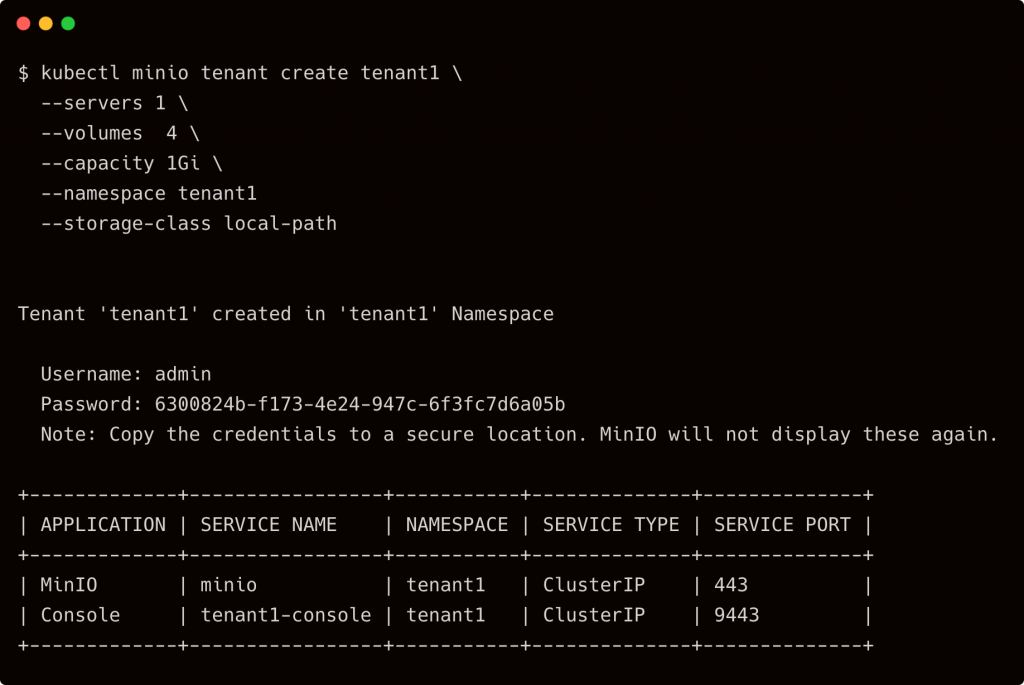 $ kubectl minio tenant create tenant1 \
  --servers 1 \
  --volumes  4 \
  --capacity 1Gi \
  --namespace tenant1
  --storage-class local-path
Tenant 'tenant1' created in 'tenant1' Namespace
  Username: admin
  Password: 6300824b-f173-4e24-947c-6f3fc7d6a05b
  Note: Copy the credentials to a secure location. MinIO will not display these again.
+-------------+-----------------+-----------+--------------+--------------+
| APPLICATION | SERVICE NAME    | NAMESPACE | SERVICE TYPE | SERVICE PORT |
+-------------+-----------------+-----------+--------------+--------------+
| MinIO       | minio           | tenant1   | ClusterIP    | 443          |
| Console     | tenant1-console | tenant1   | ClusterIP    | 9443         |
+-------------+-----------------+-----------+--------------+--------------+